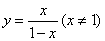 y = x / (1 − x) (x ≠ 1)